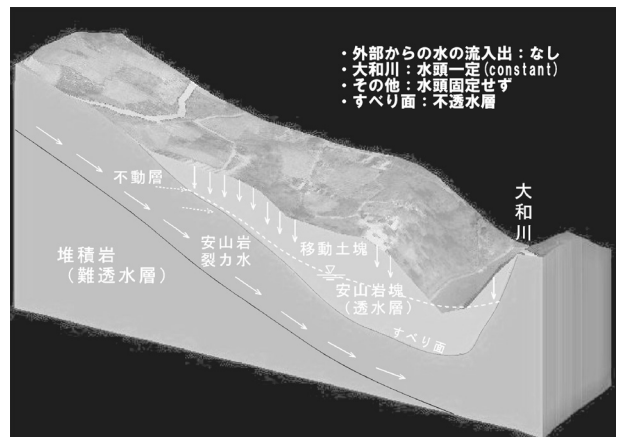 ・外部からの水の流入出：なし
・大和川：水頭一定(constant)
・その他：水頭固定せず
・すべり面：不透水層
大和川
不動層
安山岩
裂カ水
移動土塊
堆積岩
（難透水層）
安山岩塊
（透水層）
すべり面